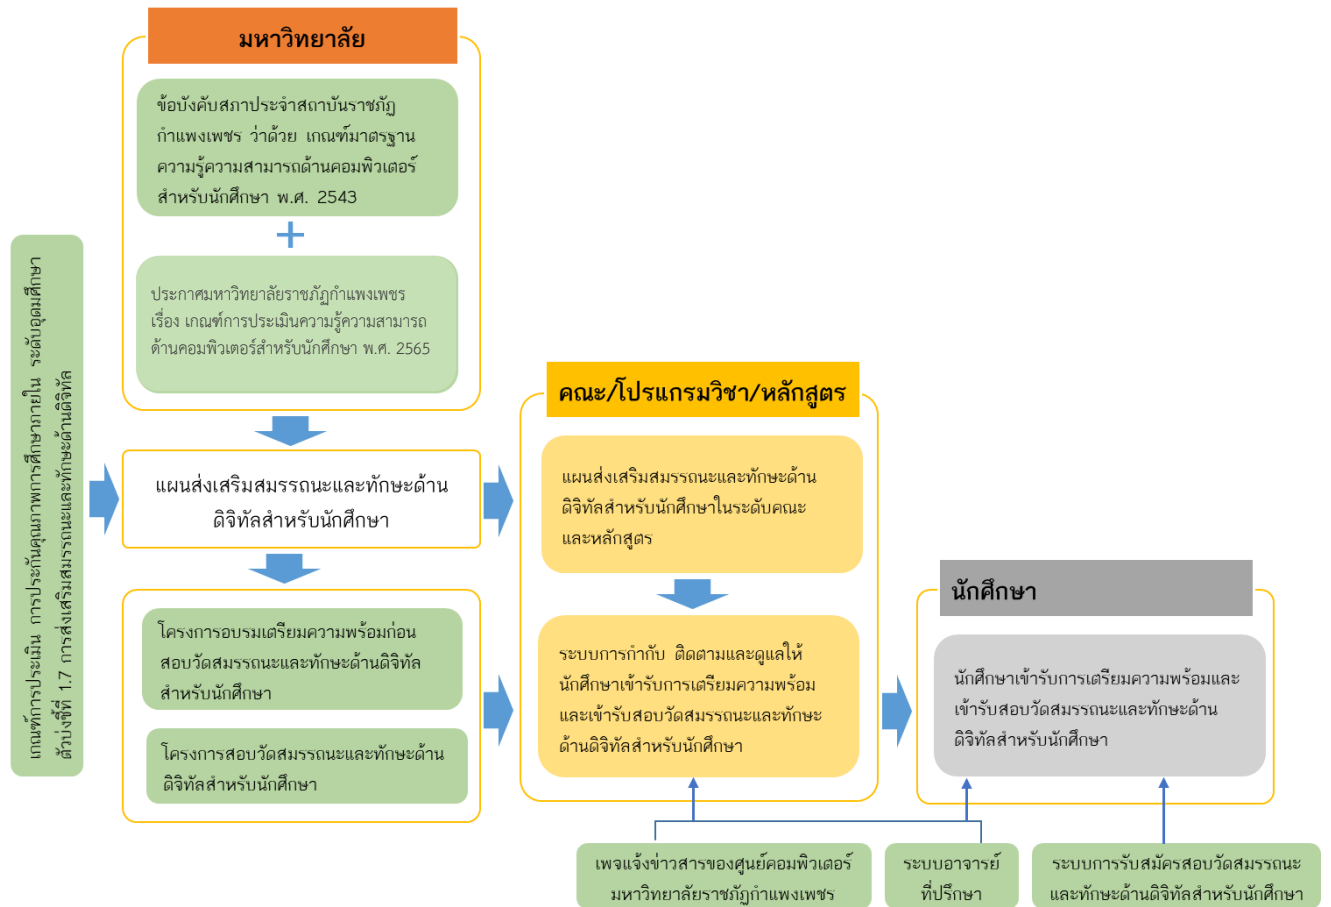 มหาวิทยาลัย
ข้อบังคับสภาประจำสถาบันราชภัฏ
กำแพงเพชร ว่าด้วย เกณฑ์มาตรฐาน
ความรู้ความสามารถด้านคอมพิวเตอร์
สำหรับนักศึกษา พ.ศ. 2543
+
ประกาศมหาวิทยาลัยราชภัฏกำแพงเพชร
เรื่อง เกณฑ์การประเมินความรู้ความสามารถ
ด้านคอมพิวเตอร์สำหรับนักศึกษา พ.ศ. 2565
เกณฑ์การประเมิน การประกันคุณภาพการศึกษาภายใน ระดับอุดมศึกษา
ตัวบ่งชี้ที่ 1.7 การส่งเสริมสมรรถนะและทักษะด้านดิจิทัล
แผนส่งเสริมสมรรถนะและทักษะด้าน
ดิจิทัลสำหรับนักศึกษา
โครงการอบรมเตรียมความพร้อมก่อน
สอบวัดสมรรถนะและทักษะด้านดิจิทัล
สำหรับนักศึกษา
โครงการสอบวัดสมรรถนะและทักษะด้าน
ดิจิทัลสำหรับนักศึกษา
คณะ/โปรแกรมวิชา/หลักสูตร
แผนส่งเสริมสมรรถนะและทักษะด้าน
ดิจิทัลสำหรับนักศึกษาในระดับคณะ
และหลักสูตร
ระบบการกำกับ ติดตามและดูแลให้
นักศึกษาเข้ารับการเตรียมความพร้อม
และเข้ารับสอบวัดสมรรถนะและทักษะ
ด้านดิจิทัลสำหรับนักศึกษา
นักศึกษา
นักศึกษาเข้ารับการเตรียมความพร้อมและ
เข้ารับสอบวัดสมรรถนะและทักษะด้าน
ดิจิทัลสำหรับนักศึกษา
เพจแจ้งข่าวสารของศูนย์คอมพิวเตอร์
มหาวิทยาลัยราชภัฏกำแพงเพชร
ระบบอาจารย์
ที่ปรึกษา
ระบบการรับสมัครสอบวัดสมรรถนะ
และทักษะด้านดิจิทัลสำหรับนักศึกษา